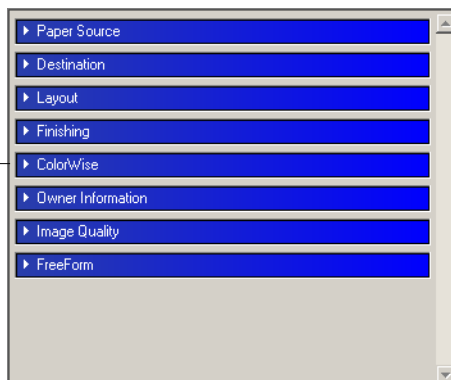 Paper Source
Destination
Layout
Finishing
ColorWise
Owner Information
Image Quality
FreeForm